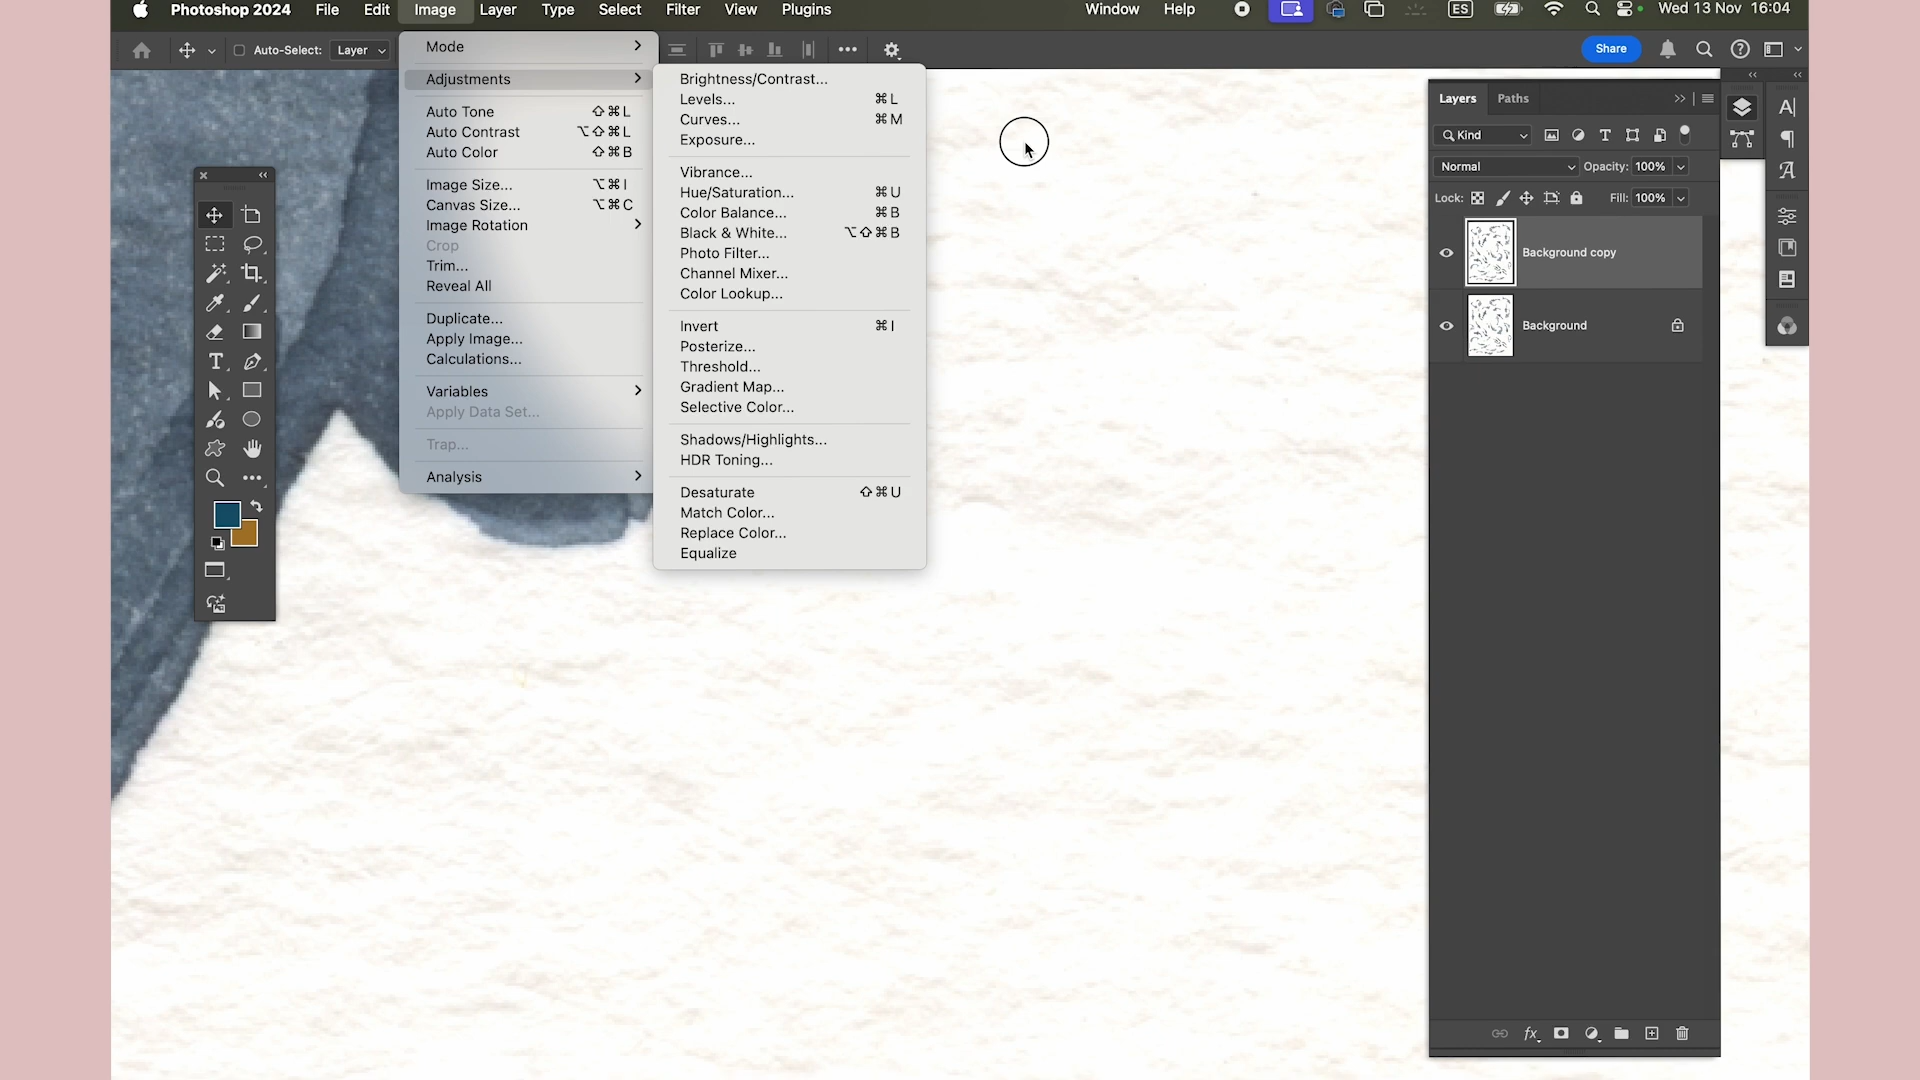 Photoshop 2024 File Edit Image Layer Type Select Filter View Plugins Window Help ES Wed 13 Nov 16:04
Auto-Select: Layer Share
Mode
Adjustments
Auto Tone ⇧⌘L
Auto Contrast ⌥⇧⌘L
Auto Color ⇧⌘B
Image Size... ⌥⌘I
Canvas Size... ⌥⌘C
Image Rotation
Crop
Trim...
Reveal All
Duplicate...
Apply Image...
Calculations...
Variables
Apply Data Set...
Trap...
Analysis
Brightness/Contrast...
Levels... ⌘L
Curves... ⌘M
Exposure...
Vibrance...
Hue/Saturation... ⌘U
Color Balance... ⌘B
Black & White... ⌥⇧⌘B
Photo Filter...
Channel Mixer...
Color Lookup...
Invert ⌘I
Posterize...
Threshold...
Gradient Map...
Selective Color...
Shadows/Highlights...
HDR Toning...
Desaturate ⇧⌘U
Match Color...
Replace Color...
Equalize
Layers Paths
Kind
Normal Opacity: 100%
Lock: Fill: 100%
Background copy
Background